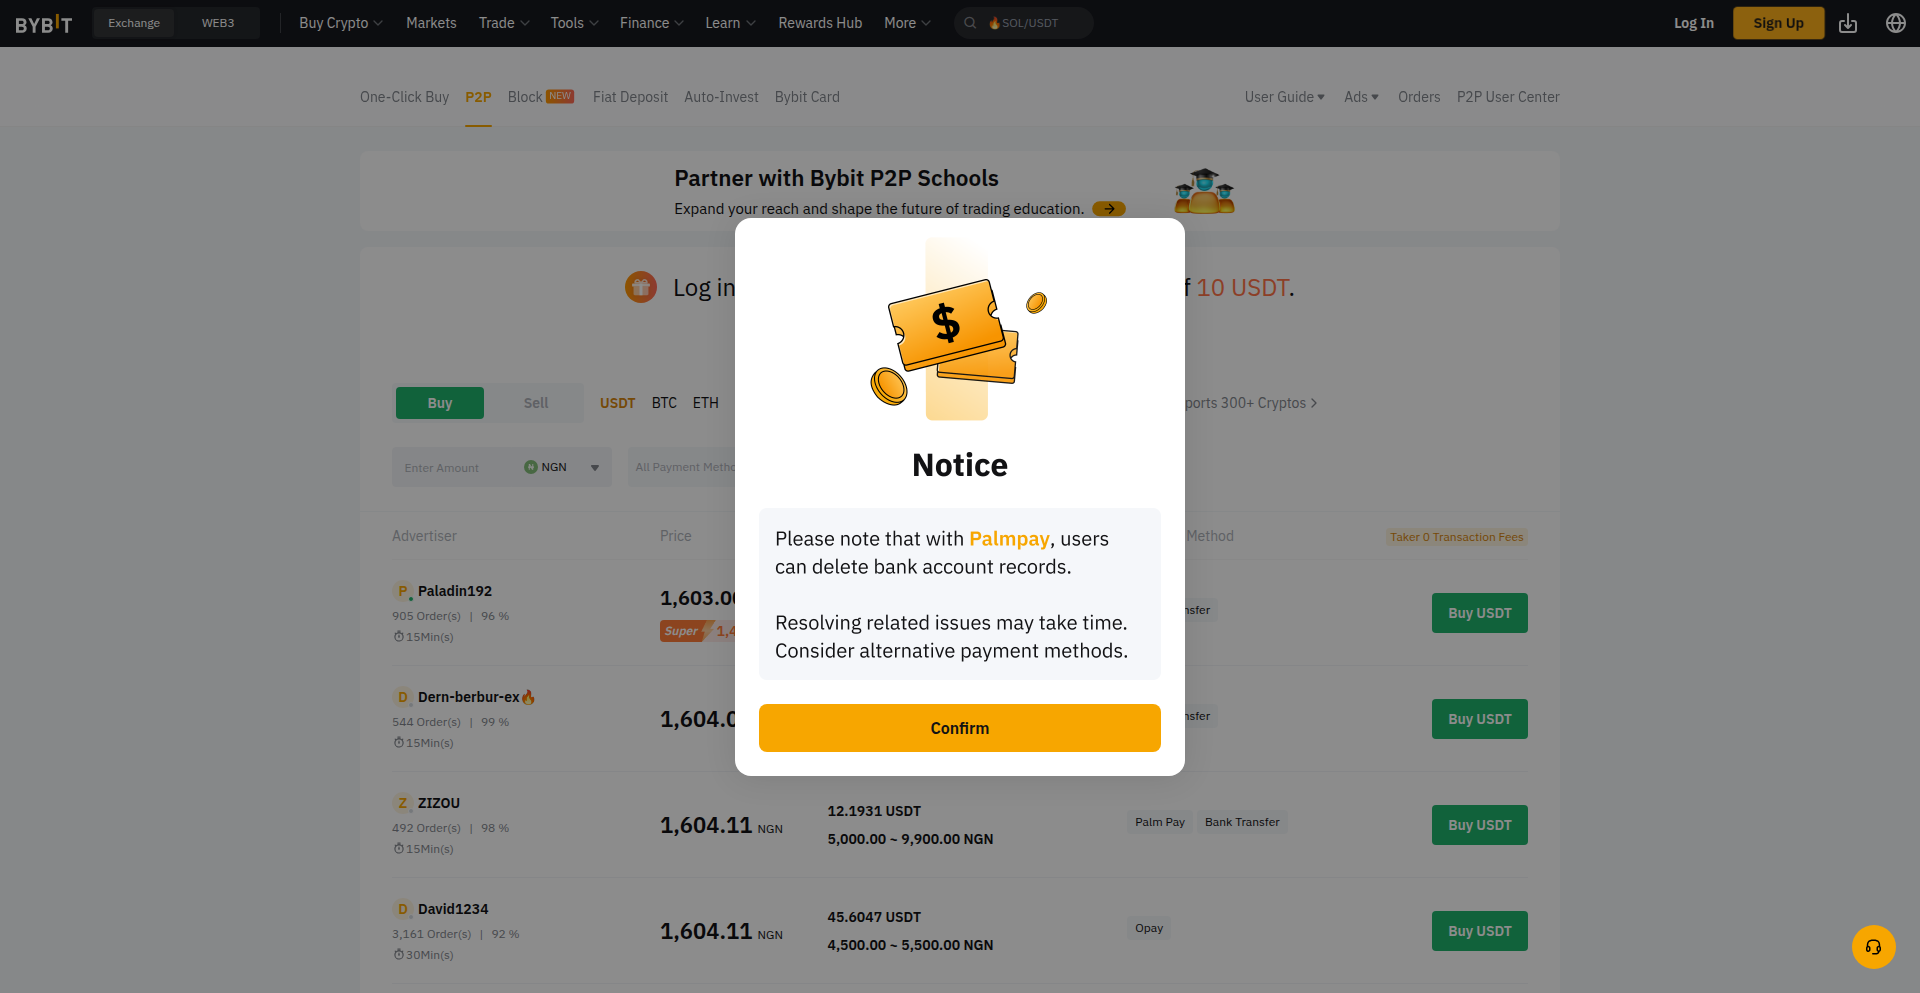 BYBIT Exchange WEB3 Buy Crypto Markets Trade Tools Finance Learn Rewards Hub More SOL/USDT Log In Sign Up
One-Click Buy P2P Block NEW Fiat Deposit Auto-Invest Bybit Card User Guide Ads Orders P2P User Center
Partner with Bybit P2P Schools
Expand your reach and shape the future of trading education.
Log in f 10 USDT.
$
Buy Sell USDT BTC ETH ports 300+ Cryptos
Enter Amount NGN All Payment Metho
Notice
Please note that with Palmpay, users
can delete bank account records.
Resolving related issues may take time.
Consider alternative payment methods.
Confirm
Advertiser Price Method Taker 0 Transaction Fees
P Paladin192
905 Order(s) | 96 %
15Min(s)
1,603.0
Super 1,4
nsfer
Buy USDT
D Dern-berbur-ex
544 Order(s) | 99 %
15Min(s)
1,604.0
nsfer
Buy USDT
Z ZIZOU
492 Order(s) | 98 %
15Min(s)
1,604.11 NGN
12.1931 USDT
5,000.00 ~ 9,900.00 NGN
Palm Pay Bank Transfer
Buy USDT
D David1234
3,161 Order(s) | 92 %
30Min(s)
1,604.11 NGN
45.6047 USDT
4,500.00 ~ 5,500.00 NGN
Opay
Buy USDT